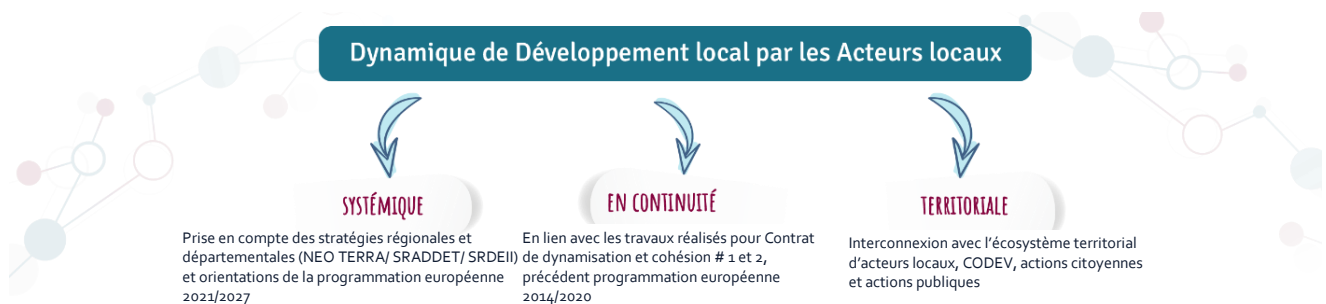 Dynamique de Développement local par les Acteurs locaux
SYSTÉMIQUE
Prise en compte des stratégies régionales et
départementales (NEO TERRA/ SRADDET/ SRDEII)
et orientations de la programmation européenne
2021/2027
EN CONTINUITÉ
En lien avec les travaux réalisés pour Contrat
de dynamisation et cohésion # 1 et 2,
précédent programmation européenne
2014/2020
TERRITORIALE
Interconnexion avec l'écosystème territorial
d'acteurs locaux, CODEV, actions citoyennes
et actions publiques